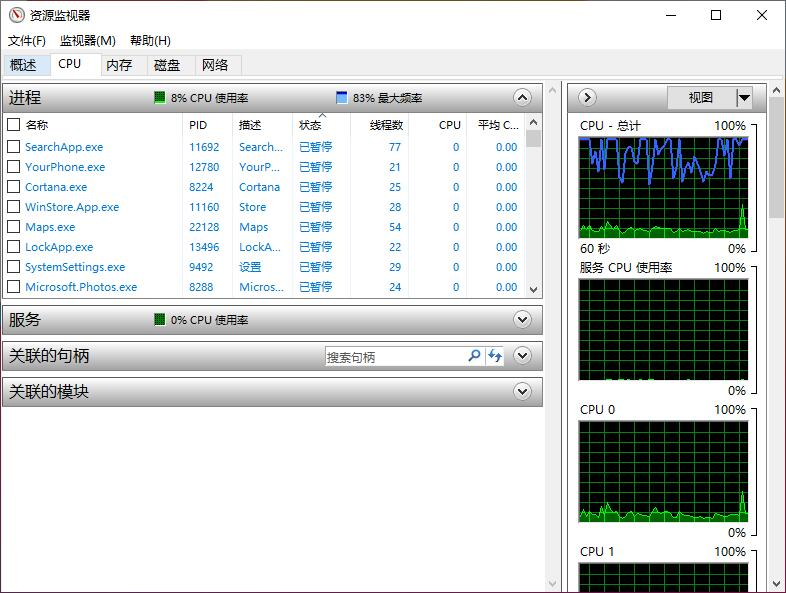 资源监视器
文件(F) 监视器(M) 帮助(H)
概述 CPU 内存 磁盘 网络
进程 8% CPU 使用率 83% 最大频率
名称 PID 描述 状态 线程数 CPU 平均 C...
SearchApp.exe 11692 Search... 已暂停 77 0 0.00
YourPhone.exe 12780 YourP... 已暂停 21 0 0.00
Cortana.exe 8224 Cortana 已暂停 25 0 0.00
WinStore.App.exe 11160 Store 已暂停 28 0 0.00
Maps.exe 22128 Maps 已暂停 54 0 0.00
LockApp.exe 13496 LockA... 已暂停 22 0 0.00
SystemSettings.exe 9492 设置 已暂停 29 0 0.00
Microsoft.Photos.exe 8288 Micros... 已暂停 24 0 0.00
服务 0% CPU 使用率
关联的句柄 搜索句柄
关联的模块
视图
CPU - 总计 100%
60 秒 0%
服务 CPU 使用率 100%
0%
CPU 0 100%
0%
CPU 1 100%